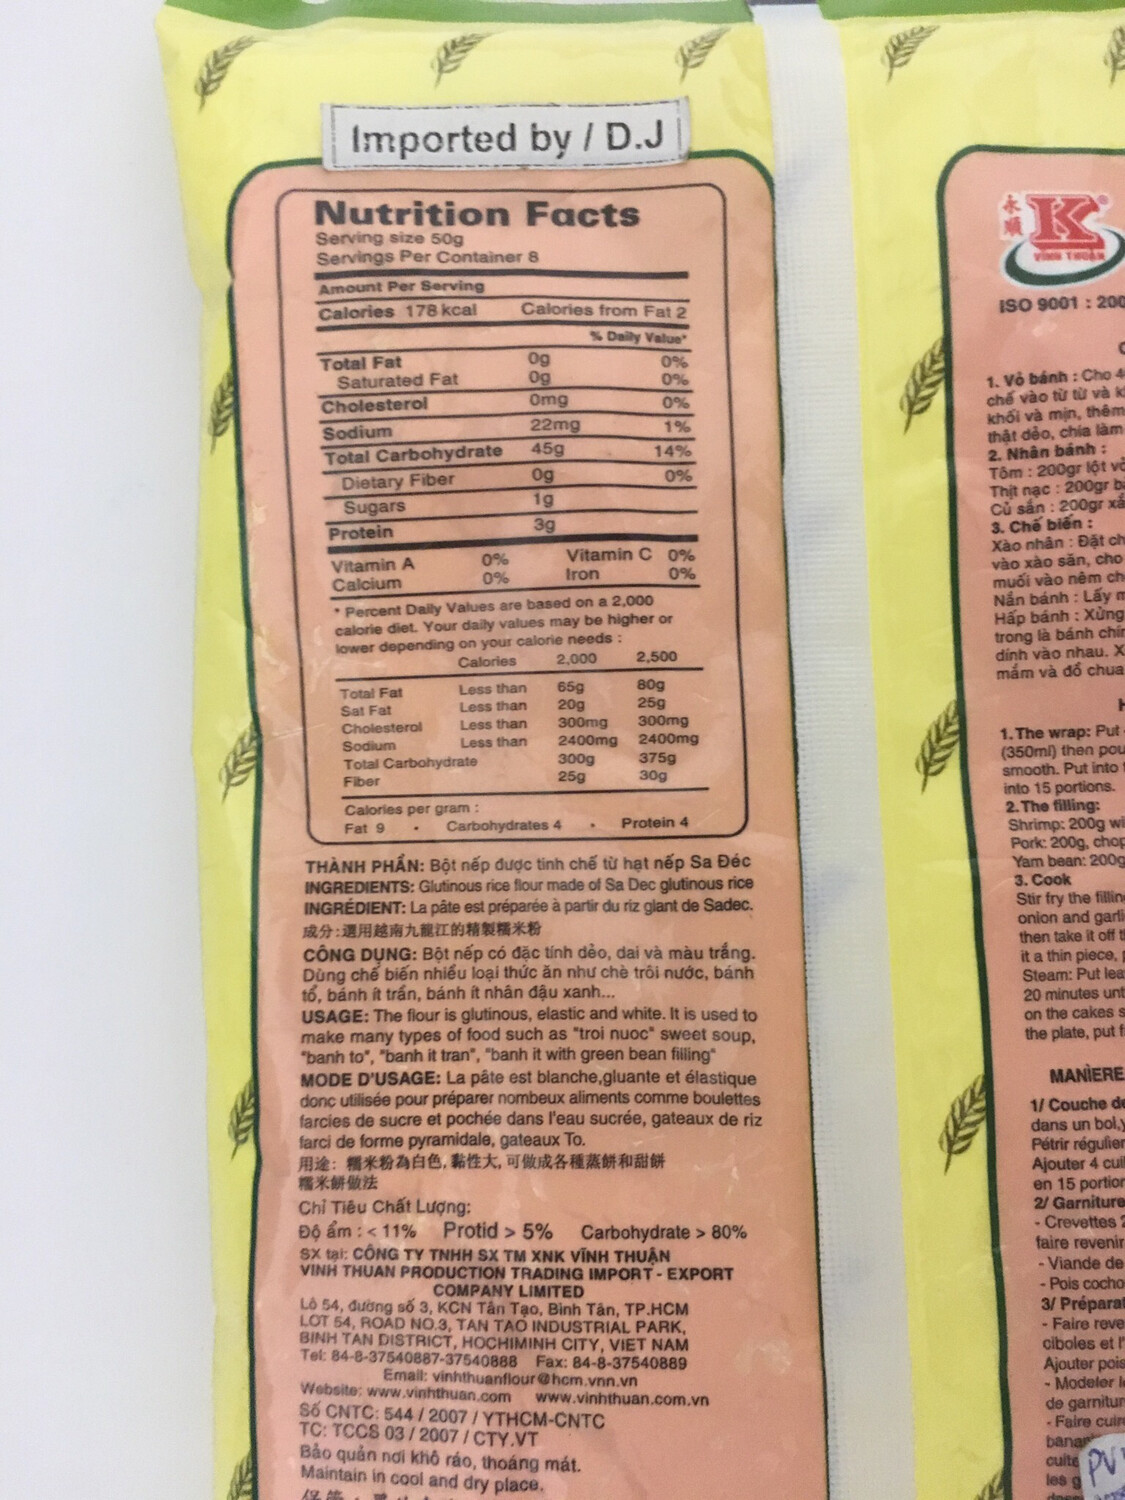 Imported by / D.J
Nutrition Facts
Serving size 50g
Servings Per Container 8
Amount Per Serving
Calories 178 kcal Calories from Fat 2
% Daily Value*
Total Fat 0g 0%
Saturated Fat 0g 0%
Cholesterol 0mg 0%
Sodium 22mg 1%
Total Carbohydrate 45g 14%
Dietary Fiber 0g 0%
Sugars 1g
Protein 3g
Vitamin A 0% Vitamin C 0%
Calcium 0% Iron 0%
* Percent Daily Values are based on a 2,000
calorie diet. Your daily values may be higher or
lower depending on your calorie needs :
Calories 2,000 2,500
Total Fat Less than 65g 80g
Sat Fat Less than 20g 25g
Cholesterol Less than 300mg 300mg
Sodium Less than 2400mg 2400mg
Total Carbohydrate 300g 375g
Fiber 25g 30g
Calories per gram :
Fat 9 • Carbohydrates 4 • Protein 4
THÀNH PHẦN: Bột nếp được tinh chế từ hạt nếp Sa Đéc
INGREDIENTS: Glutinous rice flour made of Sa Dec glutinous rice
INGRÉDIENT: La pâte est préparée à partir du riz glant de Sadec.
成分:選用越南九龍江的精製糯米粉
CÔNG DỤNG: Bột nếp có đặc tính dẻo, dai và màu trắng.
Dùng chế biến nhiều loại thức ăn như chè trôi nước, bánh
tổ, bánh ít trần, bánh ít nhân đậu xanh...
USAGE: The flour is glutinous, elastic and white. It is used to
make many types of food such as "troi nuoc" sweet soup,
"banh to", "banh it tran", "banh it with green bean filling"
MODE D'USAGE: La pâte est blanche,gluante et élastique
donc utilisée pour préparer nombeux aliments comme boulettes
farcies de sucre et pochée dans l'eau sucrée, gateaux de riz
farci de forme pyramidale, gateaux To.
用途: 糯米粉為白色, 黏性大, 可做成各種蒸餅和甜餅
糯米餅做法
Chỉ Tiêu Chất Lượng:
Độ ẩm : < 11% Protid > 5% Carbohydrate > 80%
SX tại: CÔNG TY TNHH SX TM XNK VĨNH THUẬN
VINH THUAN PRODUCTION TRADING IMPORT - EXPORT
COMPANY LIMITED
Lô 54, đường số 3, KCN Tân Tạo, Bình Tân, TP.HCM
LOT 54, ROAD NO.3, TAN TAO INDUSTRIAL PARK,
BINH TAN DISTRICT, HOCHIMINH CITY, VIET NAM
Tel: 84-8-37540887-37540888 Fax: 84-8-37540889
Email: vinhthuanflour@hcm.vnn.vn
Website: www.vinhthuan.com www.vinhthuan.com.vn
Số CNTC: 544 / 2007 / YTHCM-CNTC
TC: TCCS 03 / 2007 / CTY.VT
Bảo quản nơi khô ráo, thoáng mát.
Maintain in cool and dry place.
永順 K ®
VĨNH THUẬN
ISO 9001 : 200
1. Vỏ bánh : Cho 4
chế vào từ từ và
khối và mịn, thêm
thật dẻo, chia làm
2. Nhân bánh :
Tôm : 200gr lột
Thịt nạc : 200gr
Củ sắn : 200gr
3. Chế biến :
Xào nhân : Đặt
vào xào săn, cho
muối vào nêm
Nắn bánh : Lấy
Hấp bánh : Xửng
trong là bánh
dính vào nhau.
mắm và đồ chua
1. The wrap: Put
(350ml) then
smooth. Put into
into 15 portions.
2. The filling:
Shrimp: 200g
Pork: 200g,
Yam bean: 200g
3. Cook
Stir fry the
onion and
then take it off
it a thin piece,
Steam: Put
20 minutes
on the cakes
the plate, put
MANIÈRE
1/ Couche
dans un bol,
Pétrir
Ajouter 4
en 15
2/ Garniture
- Crevettes
faire revenir
- Viande de
- Pois
3/
- Faire
ciboles et
Ajouter pois
- Modeler
de
- Faire
PV